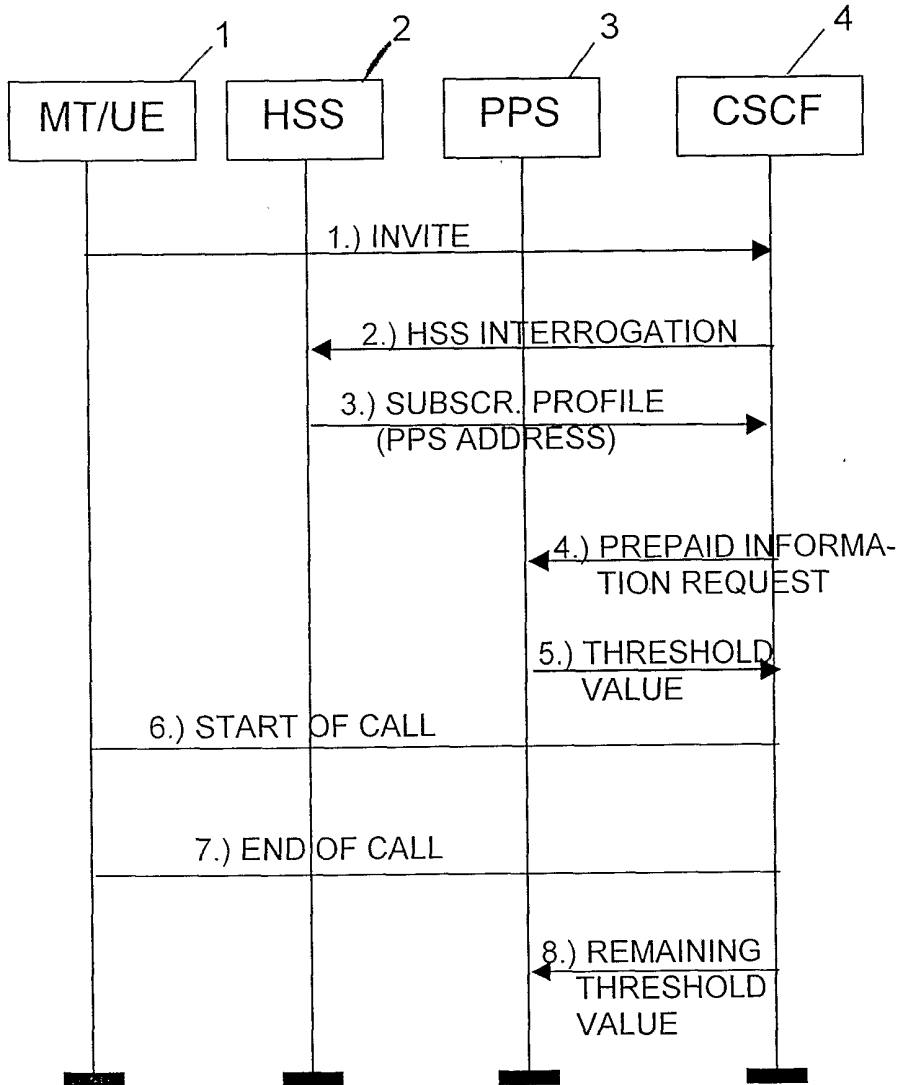 1 2 3 4
MT/UE HSS PPS CSCF
1.) INVITE
2.) HSS INTERROGATION
3.) SUBSCR. PROFILE
(PPS ADDRESS)
4.) PREPAID INFORMA-
TION REQUEST
5.) THRESHOLD
VALUE
6.) START OF CALL
7.) END OF CALL
8.) REMAINING
THRESHOLD
VALUE